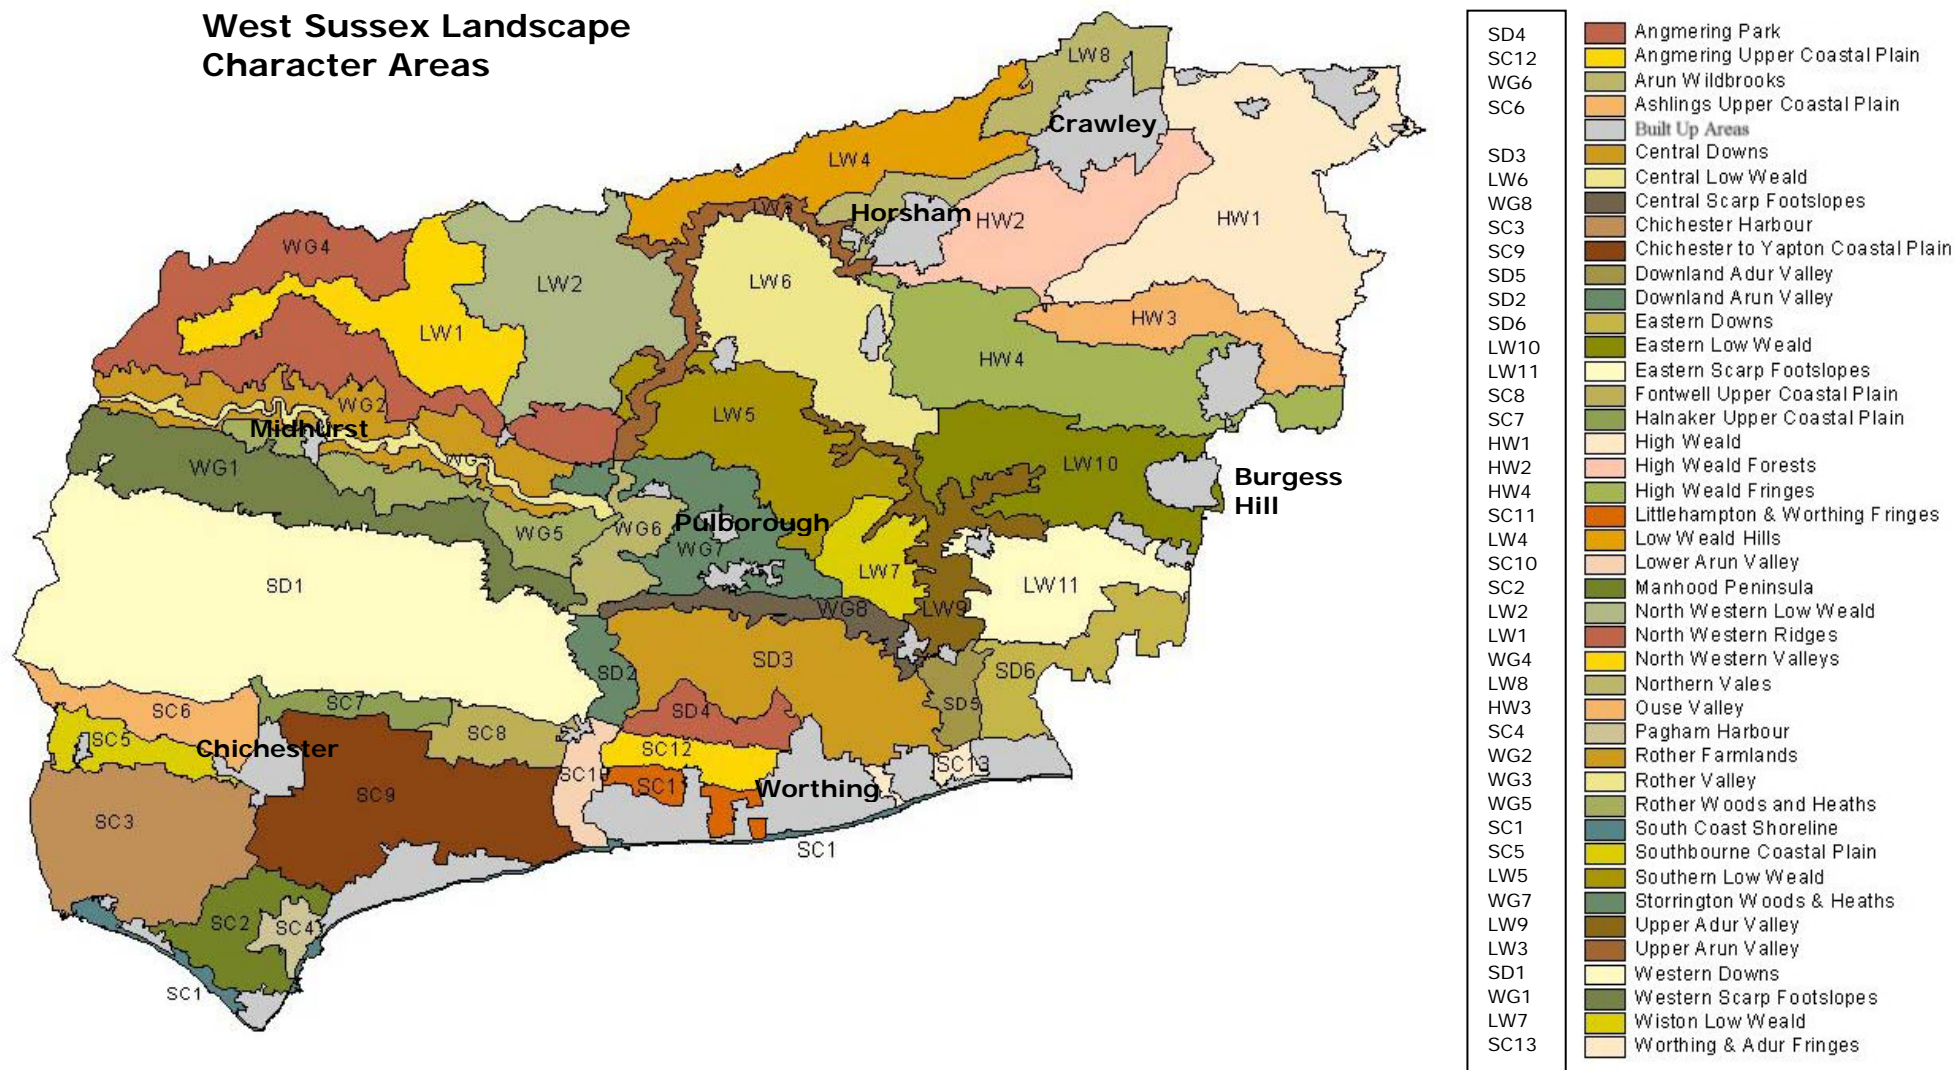 West Sussex Landscape
Character Areas
LW8
Crawley
LW4
LW3
Horsham
HW2
HW1
WG4
LW2
LW6
LW1
HW3
HW4
WG2
LW5
Midhurst
WG1
LW10
Burgess
Hill
WG5
WG6
Pulborough
WG7
LW7
SD1
LW11
WG8
LW9
SD3
SD2
SD6
SD5
SC6
SC7
SD4
SC5
Chichester
SC8
SC12
SC10
SC13
SC1
Worthing
SC9
SC3
SC1
SC2
SC4
SC1
SD4 Angmering Park
SC12 Angmering Upper Coastal Plain
WG6 Arun Wildbrooks
SC6 Ashlings Upper Coastal Plain
Built Up Areas
SD3 Central Downs
LW6 Central Low Weald
WG8 Central Scarp Footslopes
SC3 Chichester Harbour
SC9 Chichester to Yapton Coastal Plain
SD5 Downland Adur Valley
SD2 Downland Arun Valley
SD6 Eastern Downs
LW10 Eastern Low Weald
LW11 Eastern Scarp Footslopes
SC8 Fontwell Upper Coastal Plain
SC7 Halnaker Upper Coastal Plain
HW1 High Weald
HW2 High Weald Forests
HW4 High Weald Fringes
SC11 Littlehampton & Worthing Fringes
LW4 Low Weald Hills
SC10 Lower Arun Valley
SC2 Manhood Peninsula
LW2 North Western Low Weald
LW1 North Western Ridges
WG4 North Western Valleys
LW8 Northern Vales
HW3 Ouse Valley
SC4 Pagham Harbour
WG2 Rother Farmlands
WG3 Rother Valley
WG5 Rother Woods and Heaths
SC1 South Coast Shoreline
SC5 Southbourne Coastal Plain
LW5 Southern Low Weald
WG7 Storrington Woods & Heaths
LW9 Upper Adur Valley
LW3 Upper Arun Valley
SD1 Western Downs
WG1 Western Scarp Footslopes
LW7 Wiston Low Weald
SC13 Worthing & Adur Fringes